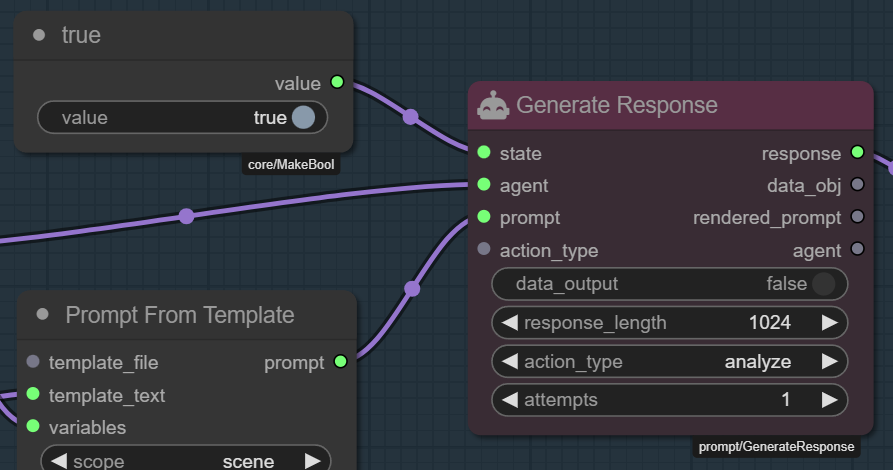 true
value
value true
core/MakeBool
Generate Response
state response
agent data_obj
prompt rendered_prompt
action_type agent
data_output false
response_length 1024
action_type analyze
attempts 1
prompt/GenerateResponse
Prompt From Template
template_file prompt
template_text
variables
scope scene